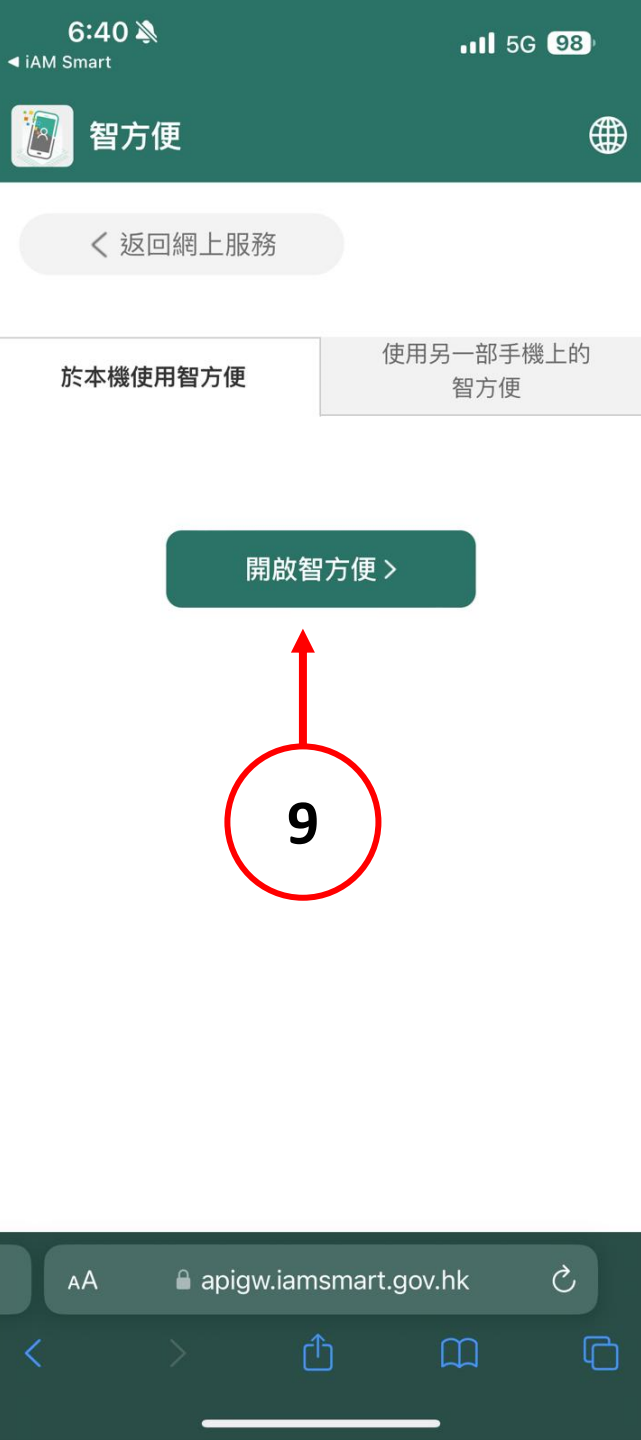 6:40
5G 98
◀ iAM Smart
智方便
< 返回網上服務
於本機使用智方便
使用另一部手機上的
智方便
開啟智方便 >
9
AA apigw.iamsmart.gov.hk